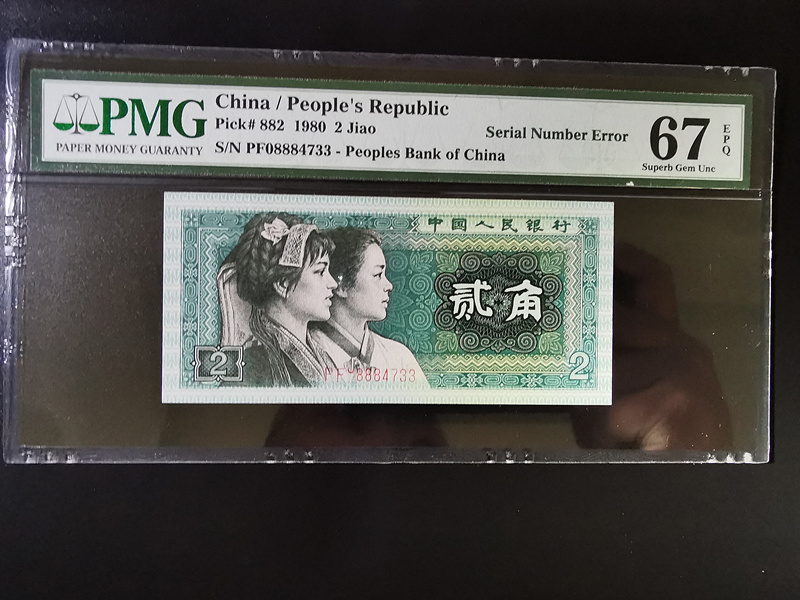 PMG
PAPER MONEY GUARANTY
China / People's Republic
Pick# 882 1980 2 Jiao
S/N PF08884733 - Peoples Bank of China
Serial Number Error
67
EPQ
Superb Gem Unc
中国人民银行
贰角
2
2
PF 8884733